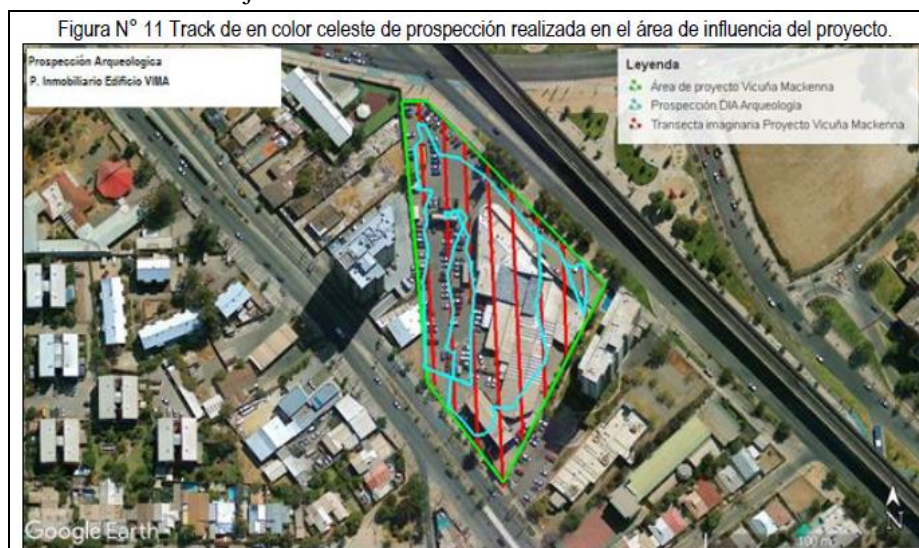 Figura N° 11 Track de en color celeste de prospección realizada en el área de influencia del proyecto.
Prospección Arqueologica
P. Inmobiliario Edificio VIMA
Leyenda
Área de proyecto Vicuña Mackenna
Prospección DIA Arqueología
Transecta imaginaria Proyecto Vicuña Mackenna
Google Earth
N
100 m